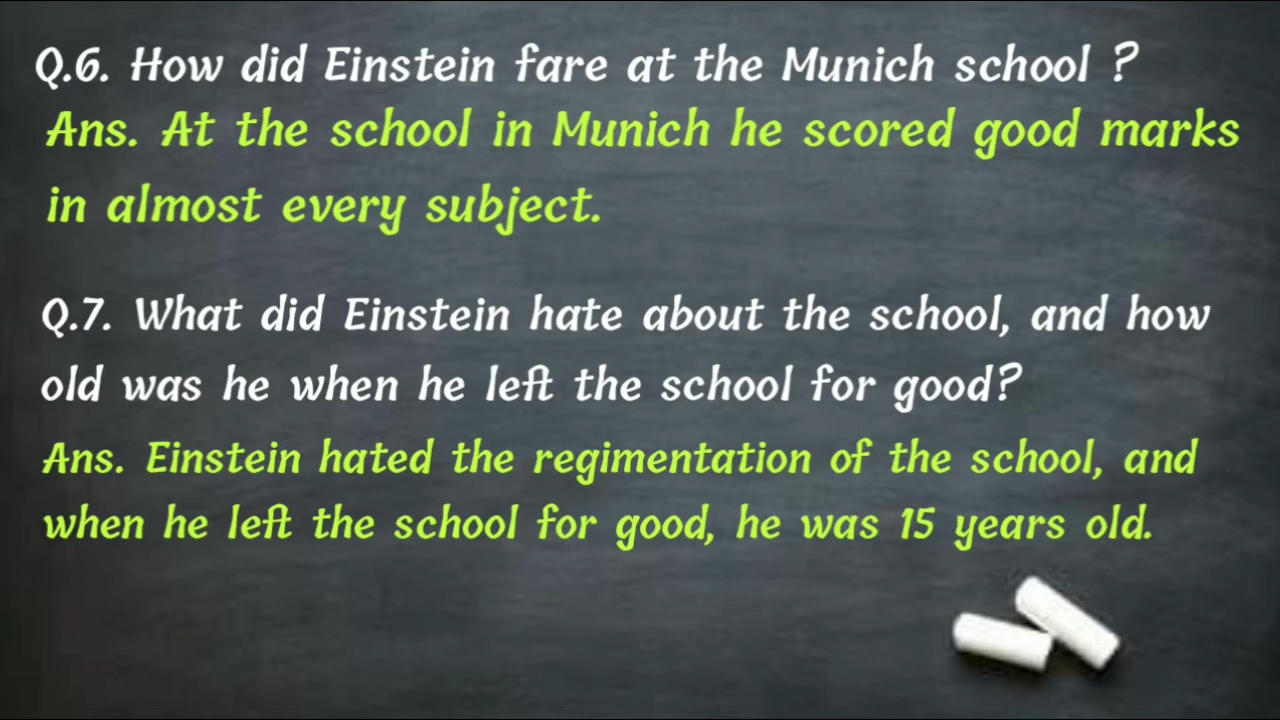 Q.6. How did Einstein fare at the Munich school ?
Ans. At the school in Munich he scored good marks
in almost every subject.
Q.7. What did Einstein hate about the school, and how
old was he when he left the school for good?
Ans. Einstein hated the regimentation of the school, and
when he left the school for good, he was 15 years old.